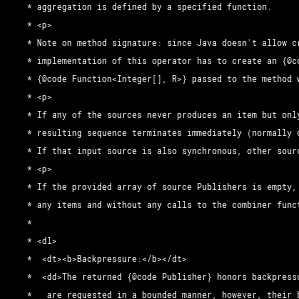 * aggregation is defined by a specified function.
* <p>
* Note on method signature: since Java doesn't allow
* implementation of this operator has to create an
* {@code Function<Integer[], R>} passed to the method
* <p>
* If any of the sources never produces an item but only
* resulting sequence terminates immediately (normally
* If that input source is also synchronous, other
* <p>
* If the provided array of source Publishers is empty,
* any items and without any calls to the combiner
*
* <dl>
* <dt><b>Backpressure:</b></dt>
* <dd>The returned {@code Publisher} honors
* are requested in a bounded manner, however, their